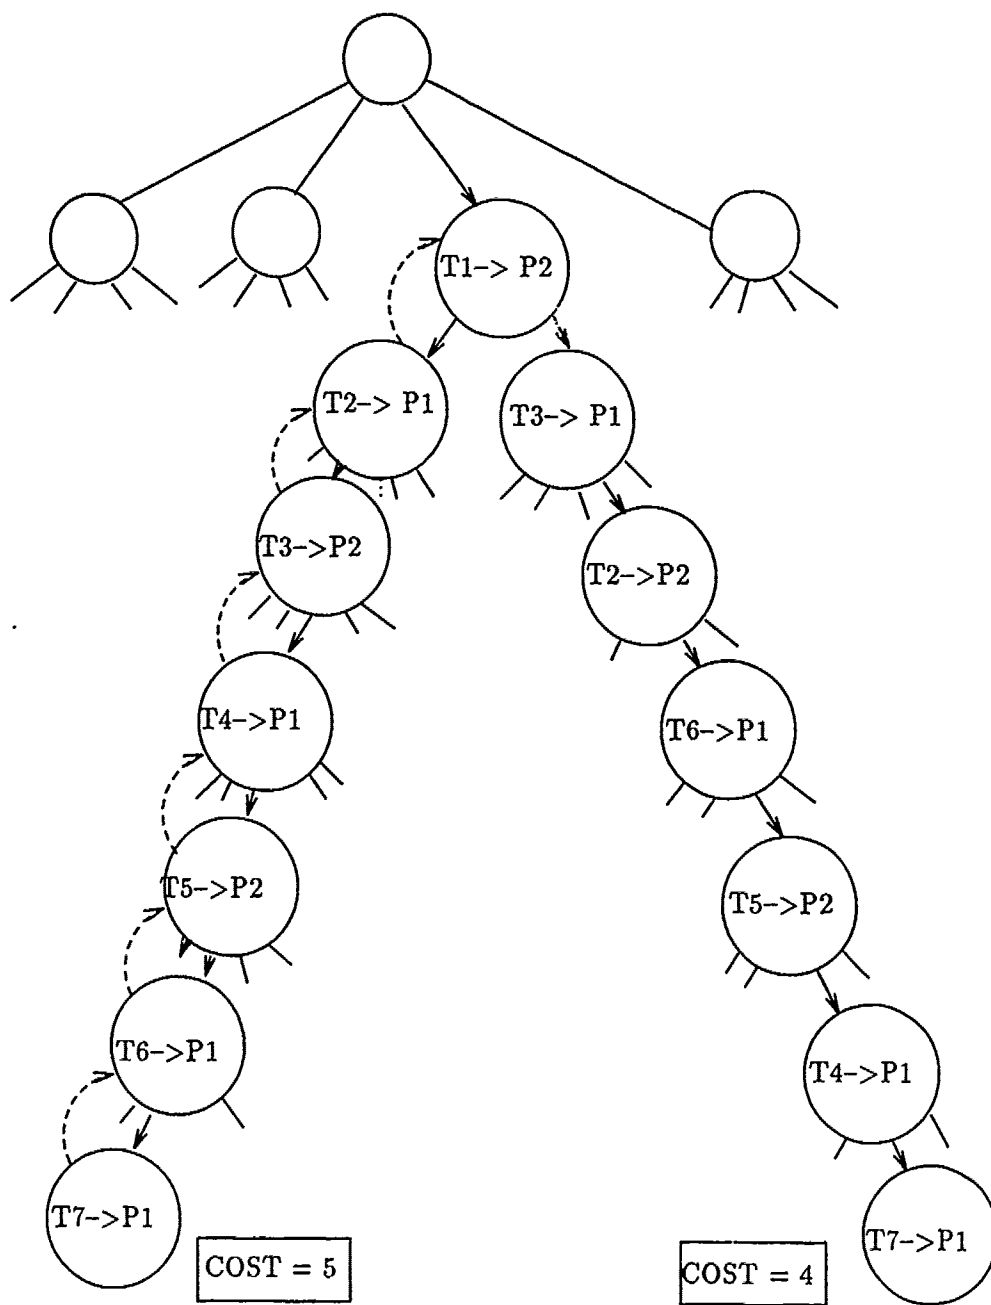 T1-> P2
T2-> P1
T3-> P1
T3->P2
T2->P2
T4->P1
T6->P1
T5->P2
T5->P2
T6->P1
T4->P1
T7->P1
T7->P1
COST = 5
COST = 4